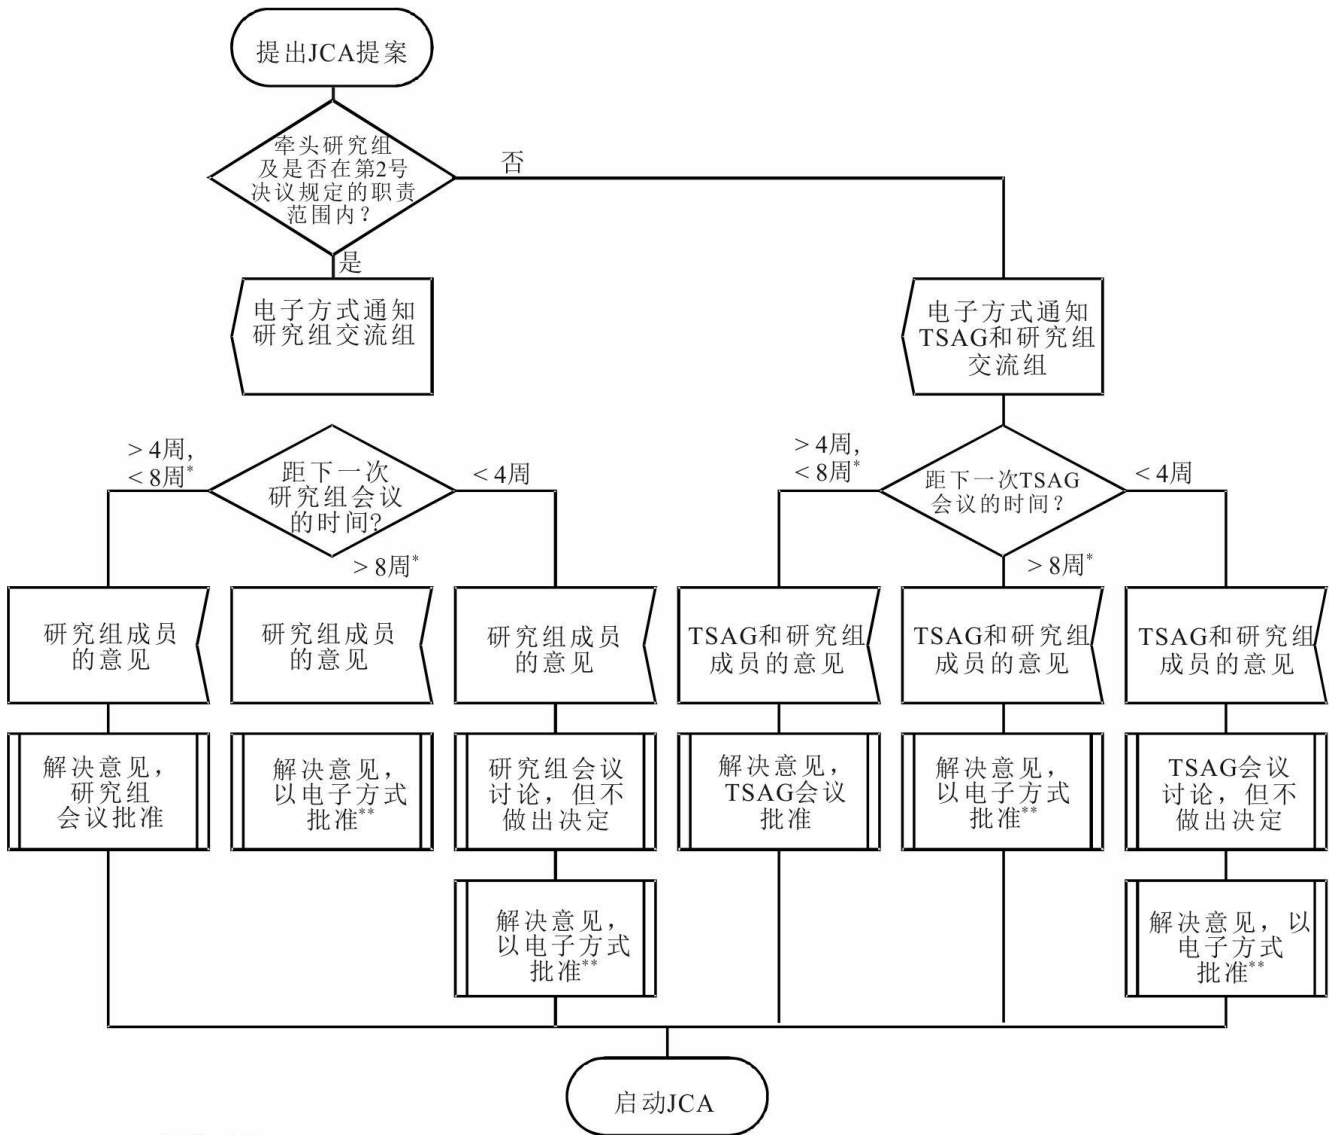 提出JCA提案
牵头研究组
及是否在第2号
决议规定的职责
范围内？
否
是
电子方式通知
研究组交流组
电子方式通知
TSAG和研究组
交流组
> 4周,
< 8周*
距下一次
研究组会议
的时间?
< 4周
> 8周*
> 4周,
< 8周*
距下一次TSAG
会议的时间？
< 4周
> 8周*
研究组成员
的意见
研究组成员
的意见
研究组成员
的意见
TSAG和研究组
成员的意见
TSAG和研究组
成员的意见
TSAG和研究组
成员的意见
解决意见，
研究组
会议批准
解决意见，
以电子方式
批准**
研究组会议
讨论，但不
做出决定
解决意见，
TSAG会议
批准
解决意见，
以电子方式
批准**
TSAG会议
讨论，但不
做出决定
解决意见，
以电子方式
批准**
解决意见，以
电子方式
批准**
启动JCA